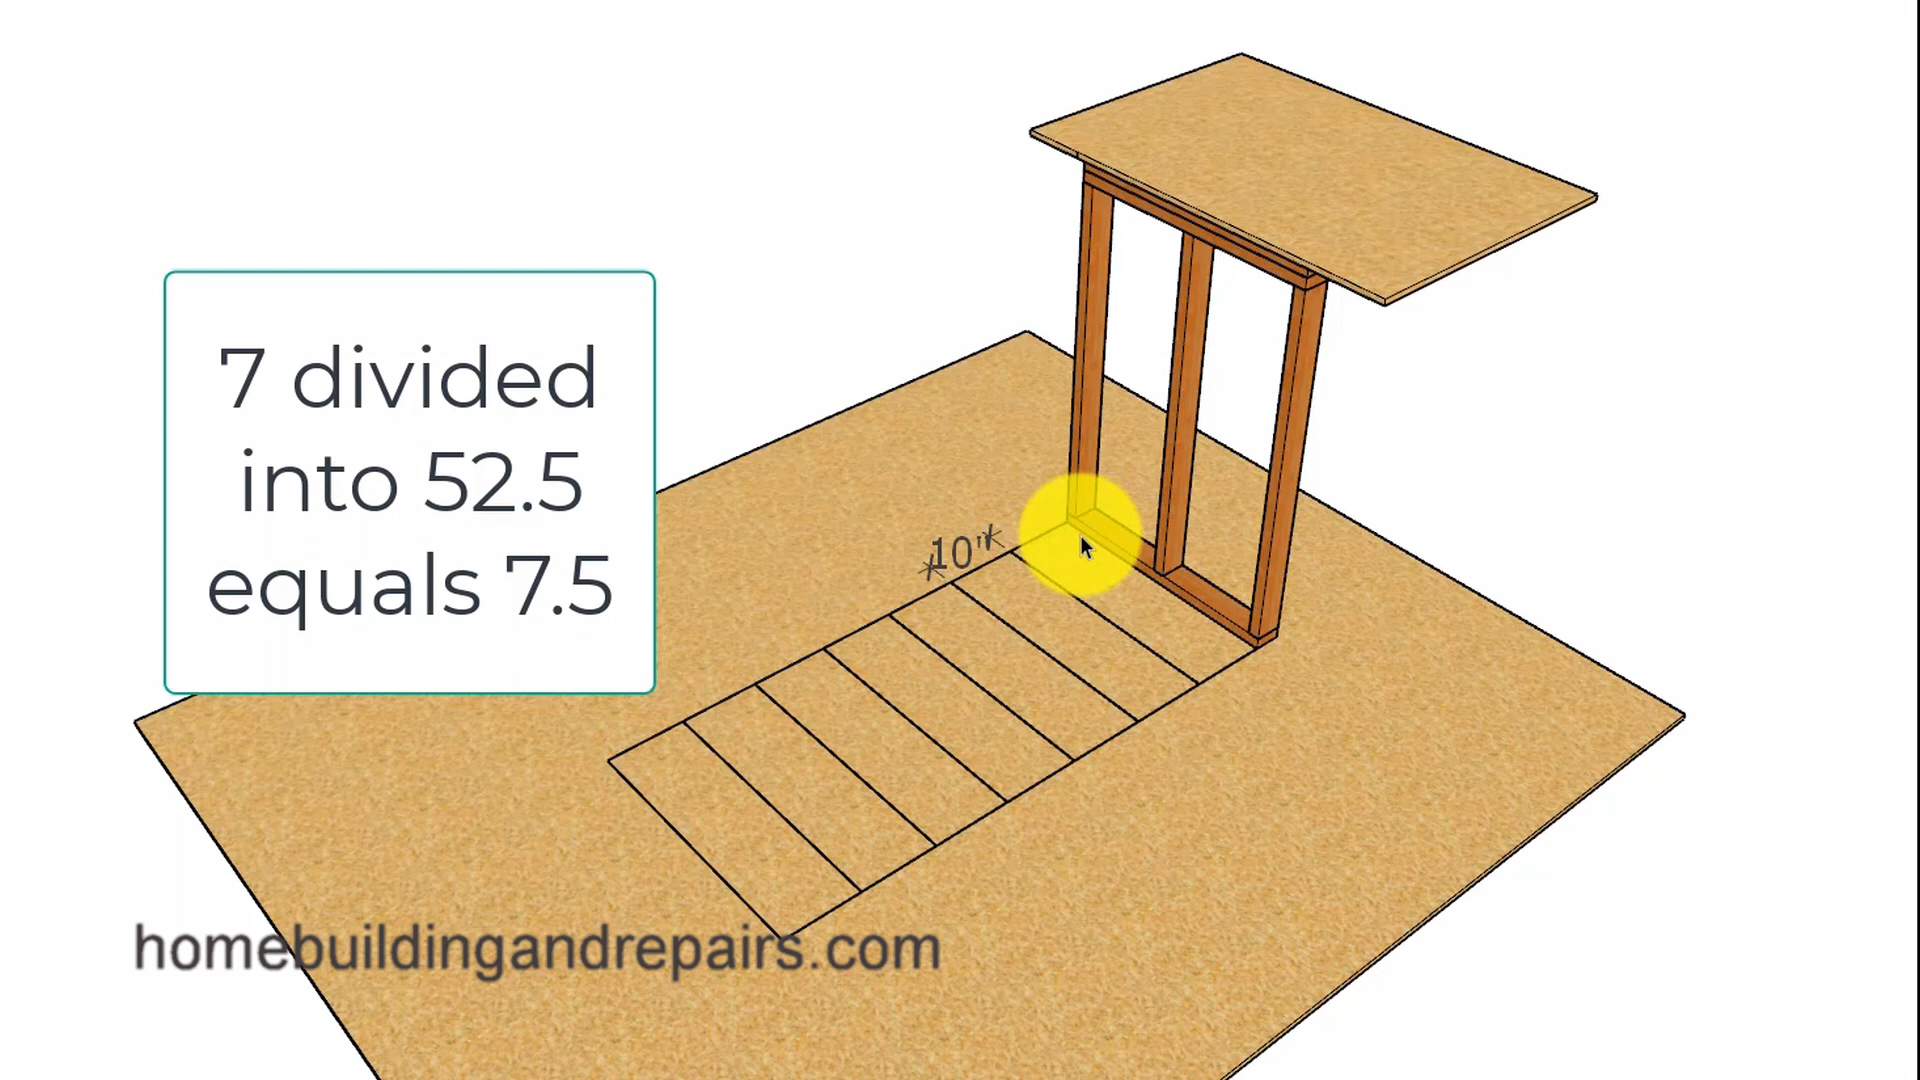 7 divided
into 52.5
equals 7.5
10"
homebuildingandrepairs.com